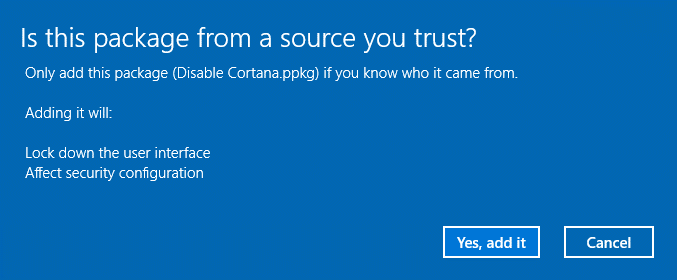 Is this package from a source you trust?
Only add this package (Disable Cortana.ppkg) if you know who it came from.
Adding it will:
Lock down the user interface
Affect security configuration
Yes, add it
Cancel